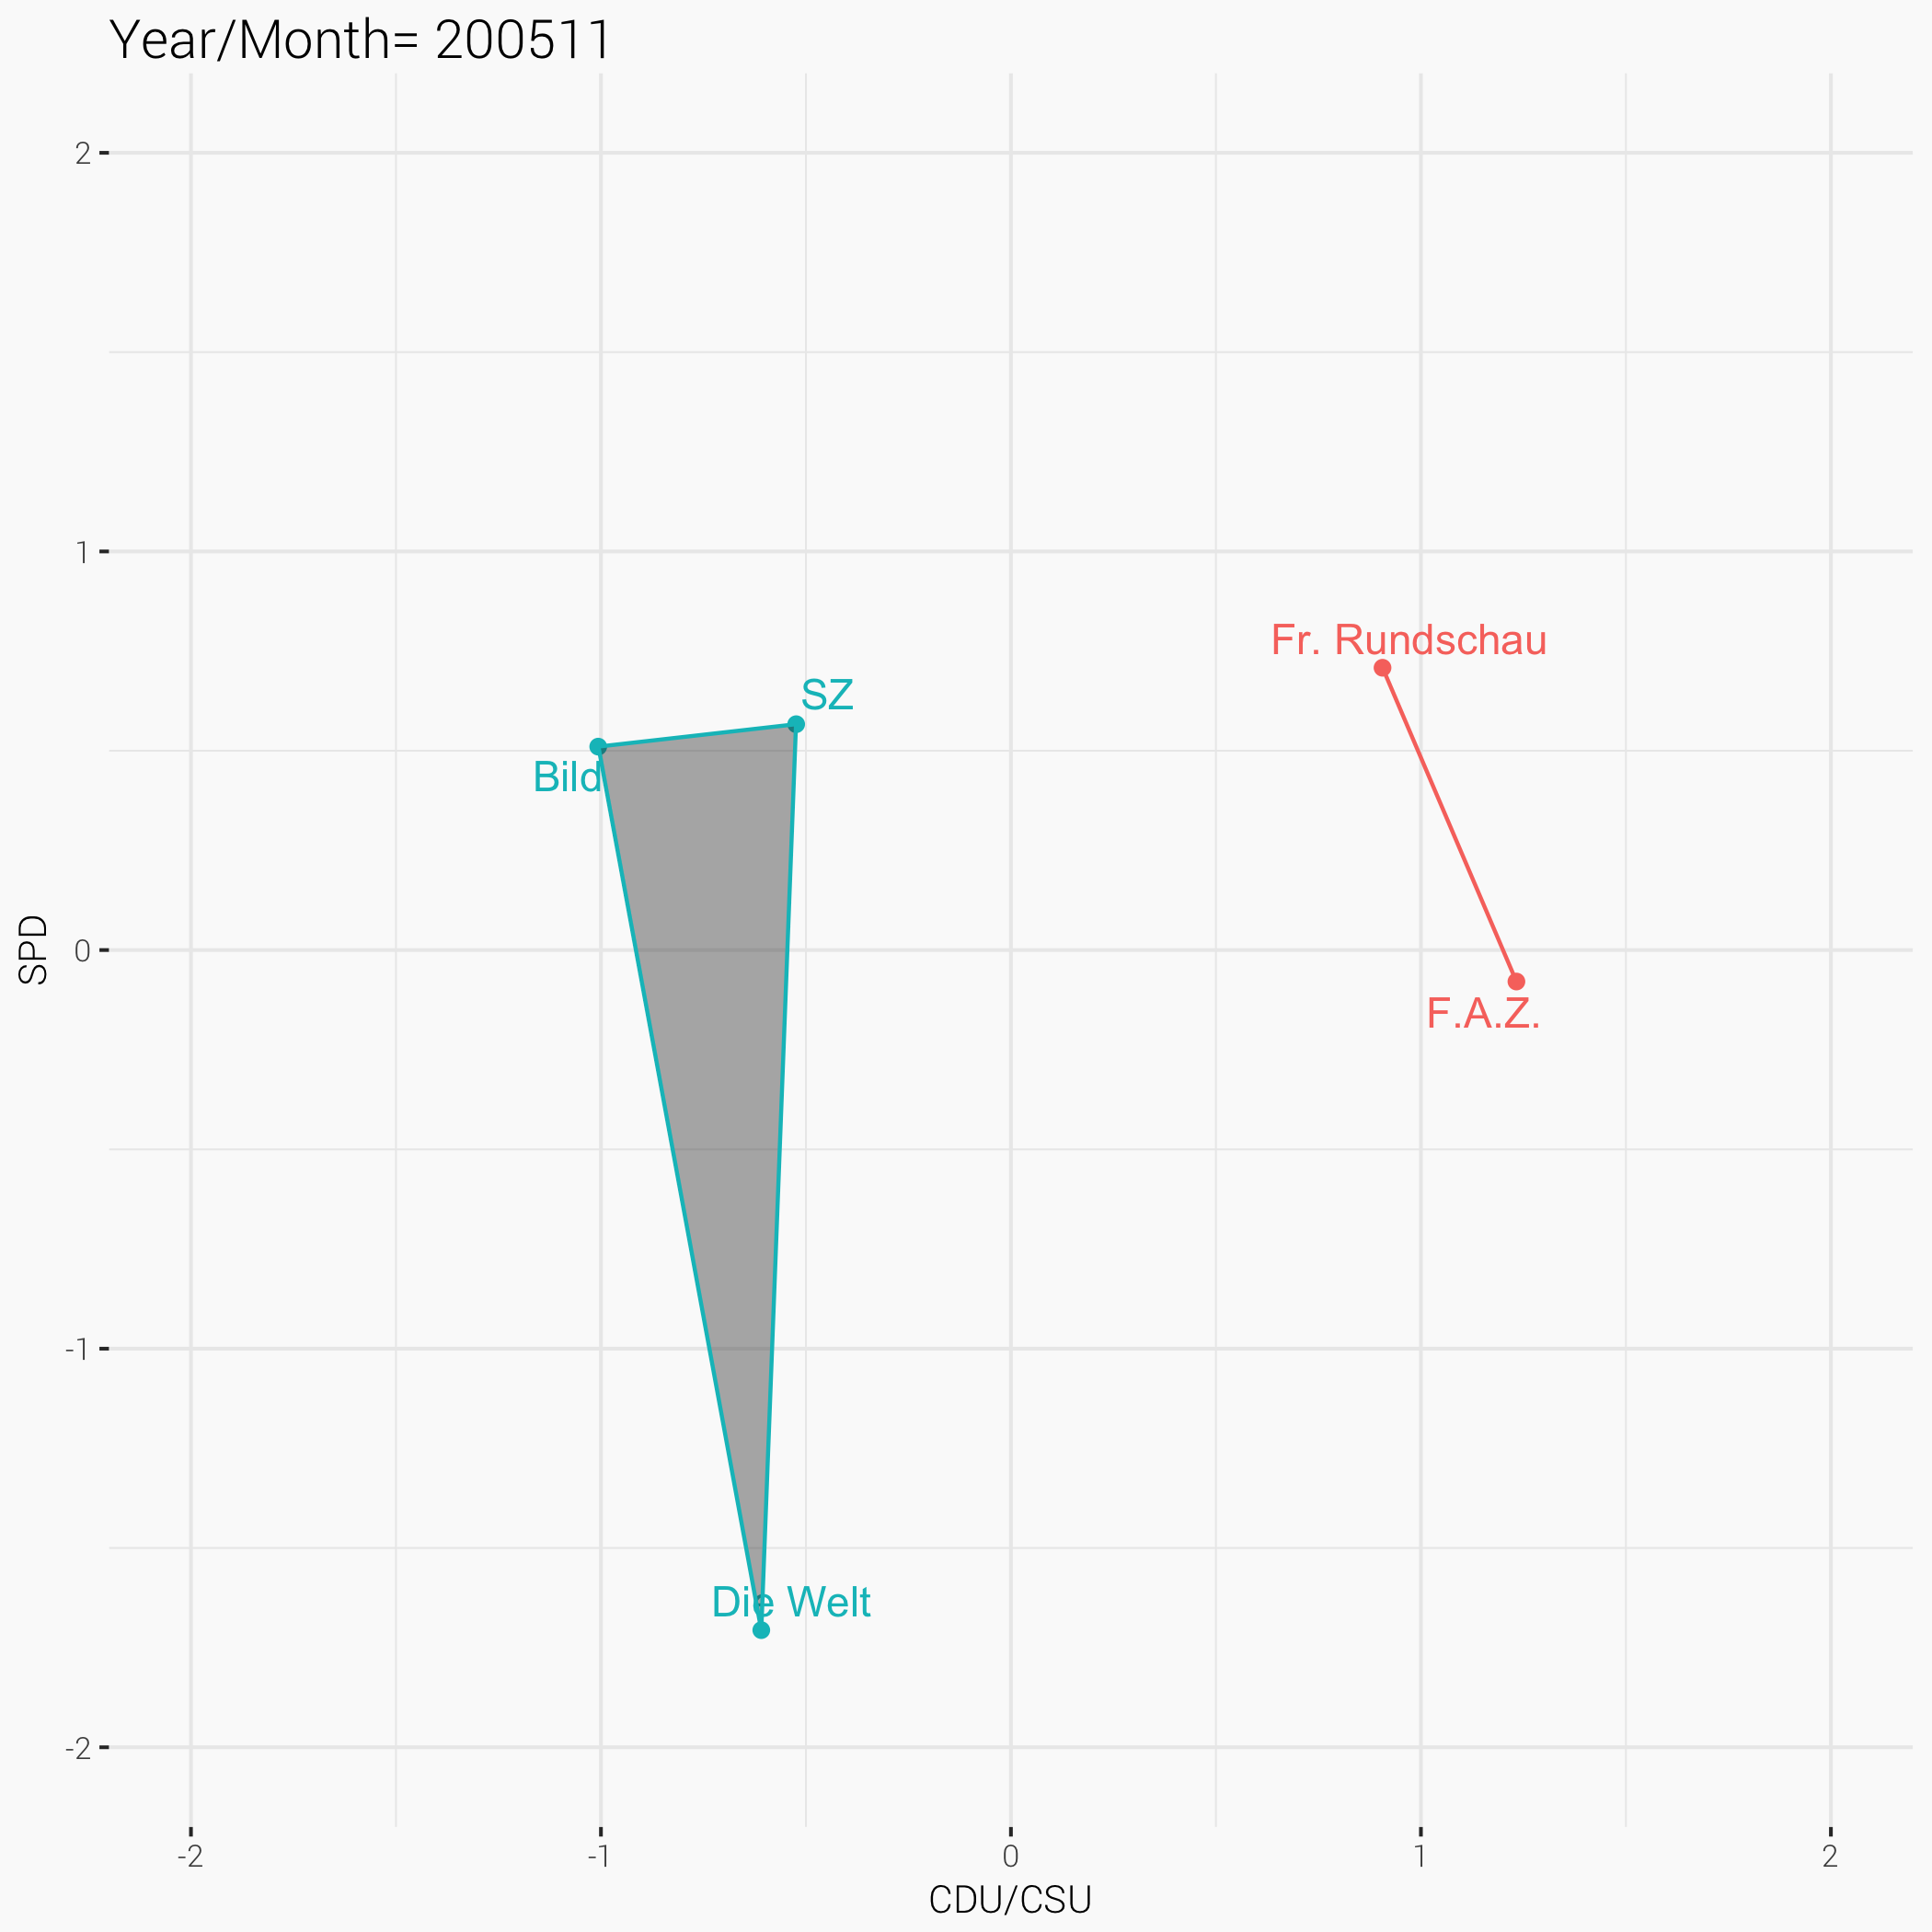 Year/Month= 200511
2
1
Fr. Rundschau
SZ
Bild
SPD
0
F.A.Z.
-1
Die Welt
-2
-2
-1
0
1
2
CDU/CSU